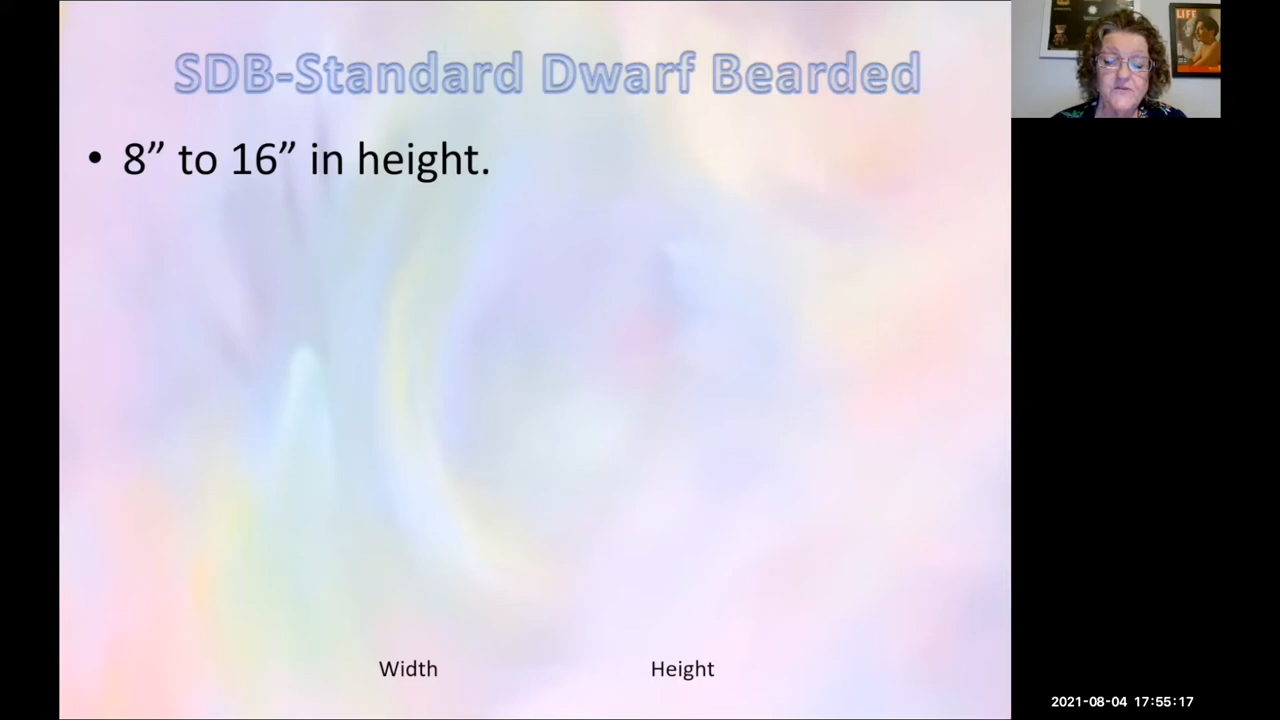 SDB-Standard Dwarf Bearded
• 8” to 16” in height.
Width Height
LIFE
2021-08-04 17:55:17